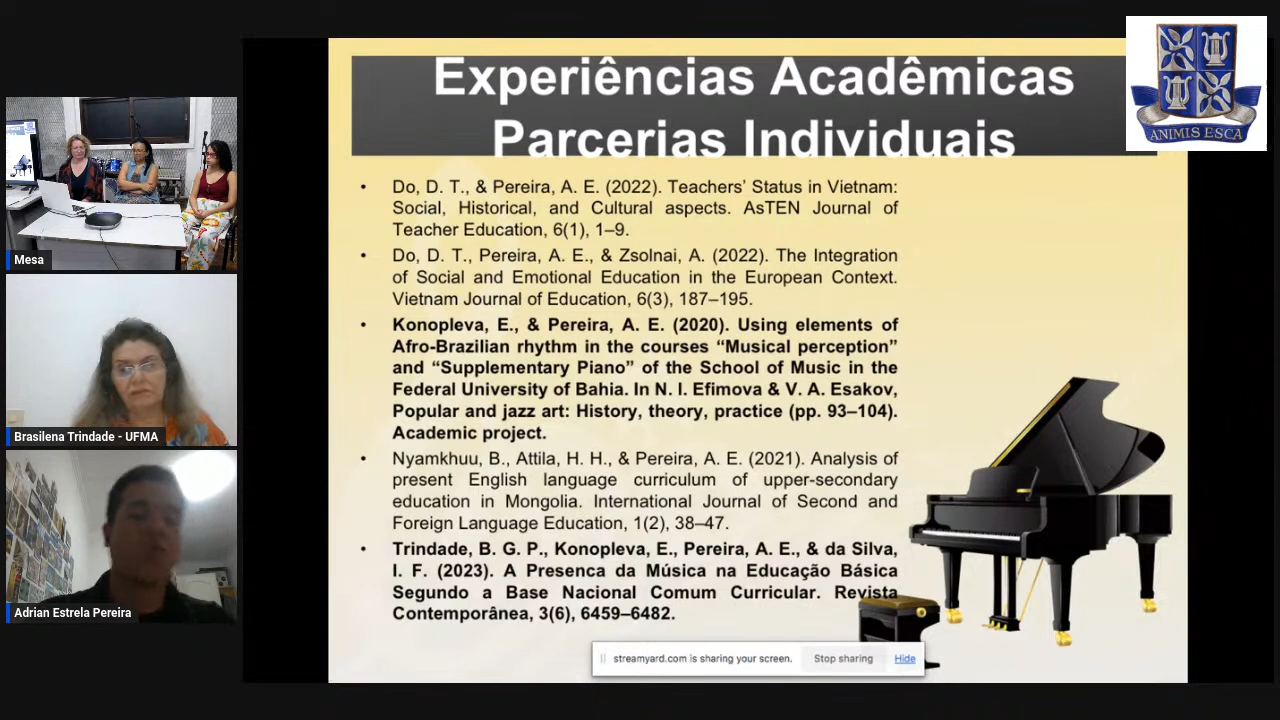 Experiências Acadêmicas
Parcerias Individuais
ANIMIS ESCA
• Do, D. T., & Pereira, A. E. (2022). Teachers’ Status in Vietnam:
Social, Historical, and Cultural aspects. AsTEN Journal of
Teacher Education, 6(1), 1–9.
• Do, D. T., Pereira, A. E., & Zsolnai, A. (2022). The Integration
of Social and Emotional Education in the European Context.
Vietnam Journal of Education, 6(3), 187–195.
• Konopleva, E., & Pereira, A. E. (2020). Using elements of
Afro-Brazilian rhythm in the courses “Musical perception”
and “Supplementary Piano” of the School of Music in the
Federal University of Bahia. In N. I. Efimova & V. A. Esakov,
Popular and jazz art: History, theory, practice (pp. 93–104).
Academic project.
• Nyamkhuu, B., Attila, H. H., & Pereira, A. E. (2021). Analysis of
present English language curriculum of upper-secondary
education in Mongolia. International Journal of Second and
Foreign Language Education, 1(2), 38–47.
• Trindade, B. G. P., Konopleva, E., Pereira, A. E., & da Silva,
I. F. (2023). A Presenca da Música na Educação Básica
Segundo a Base Nacional Comum Curricular. Revista
Contemporânea, 3(6), 6459–6482.
streamyard.com is sharing your screen. Stop sharing Hide
Mesa
Brasilena Trindade - UFMA
Adrian Estrela Pereira